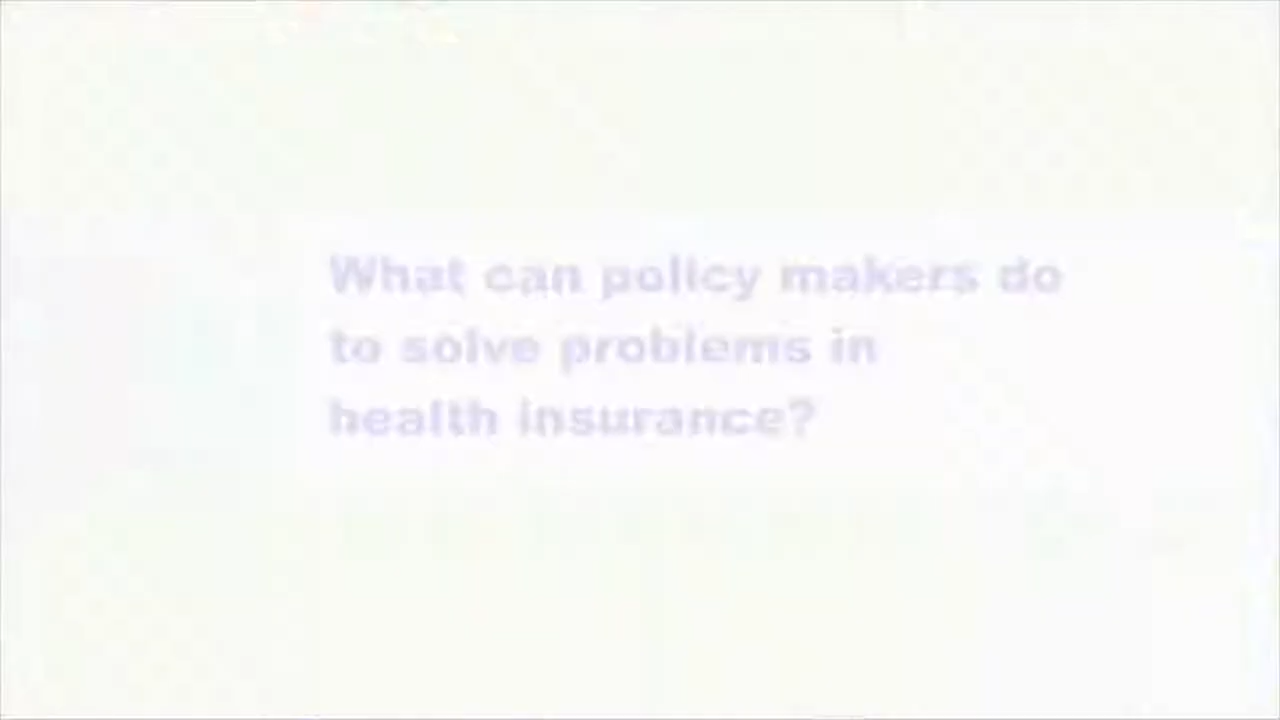 What can policy makers do
to solve problems in
health insurance?